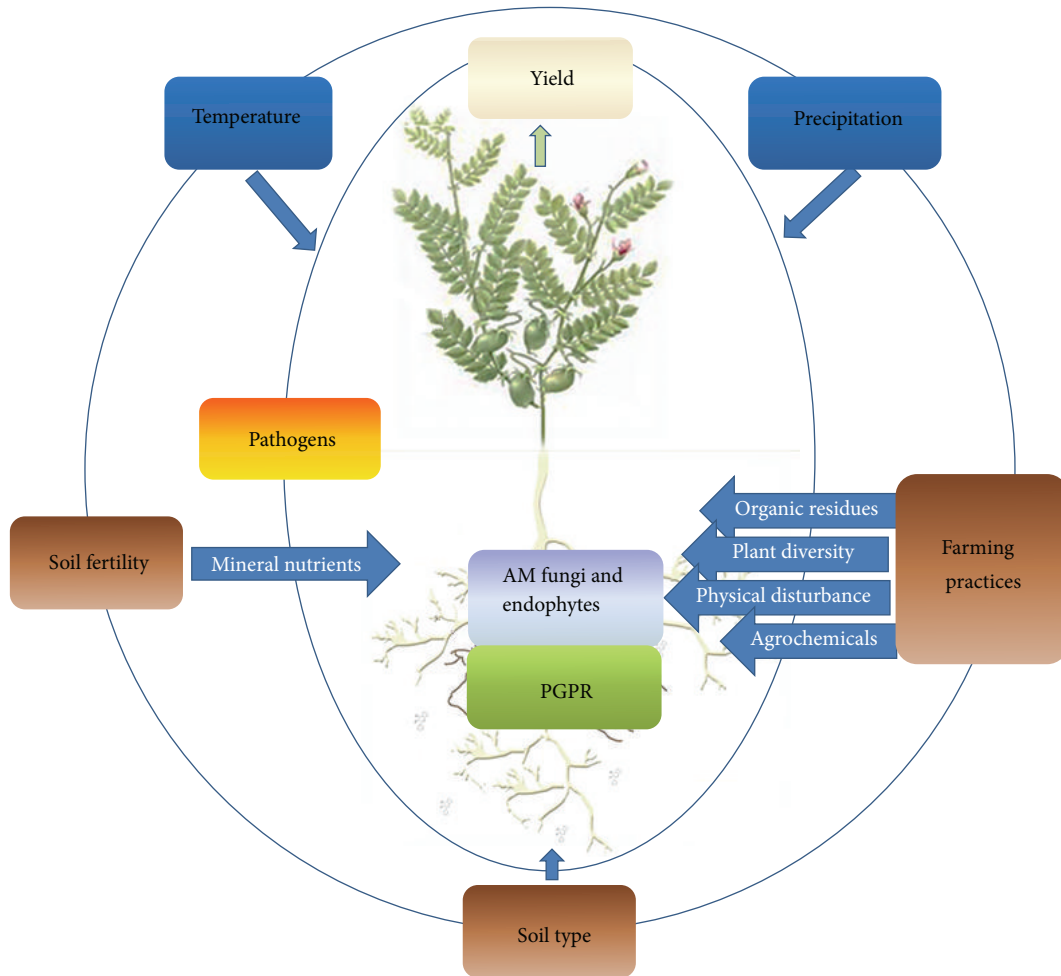 Yield
Temperature
Precipitation
Pathogens
Organic residues
Soil fertility
Mineral nutrients
Plant diversity
Farming
practices
AM fungi and
endophytes
Physical disturbance
Agrochemicals
PGPR
Soil type